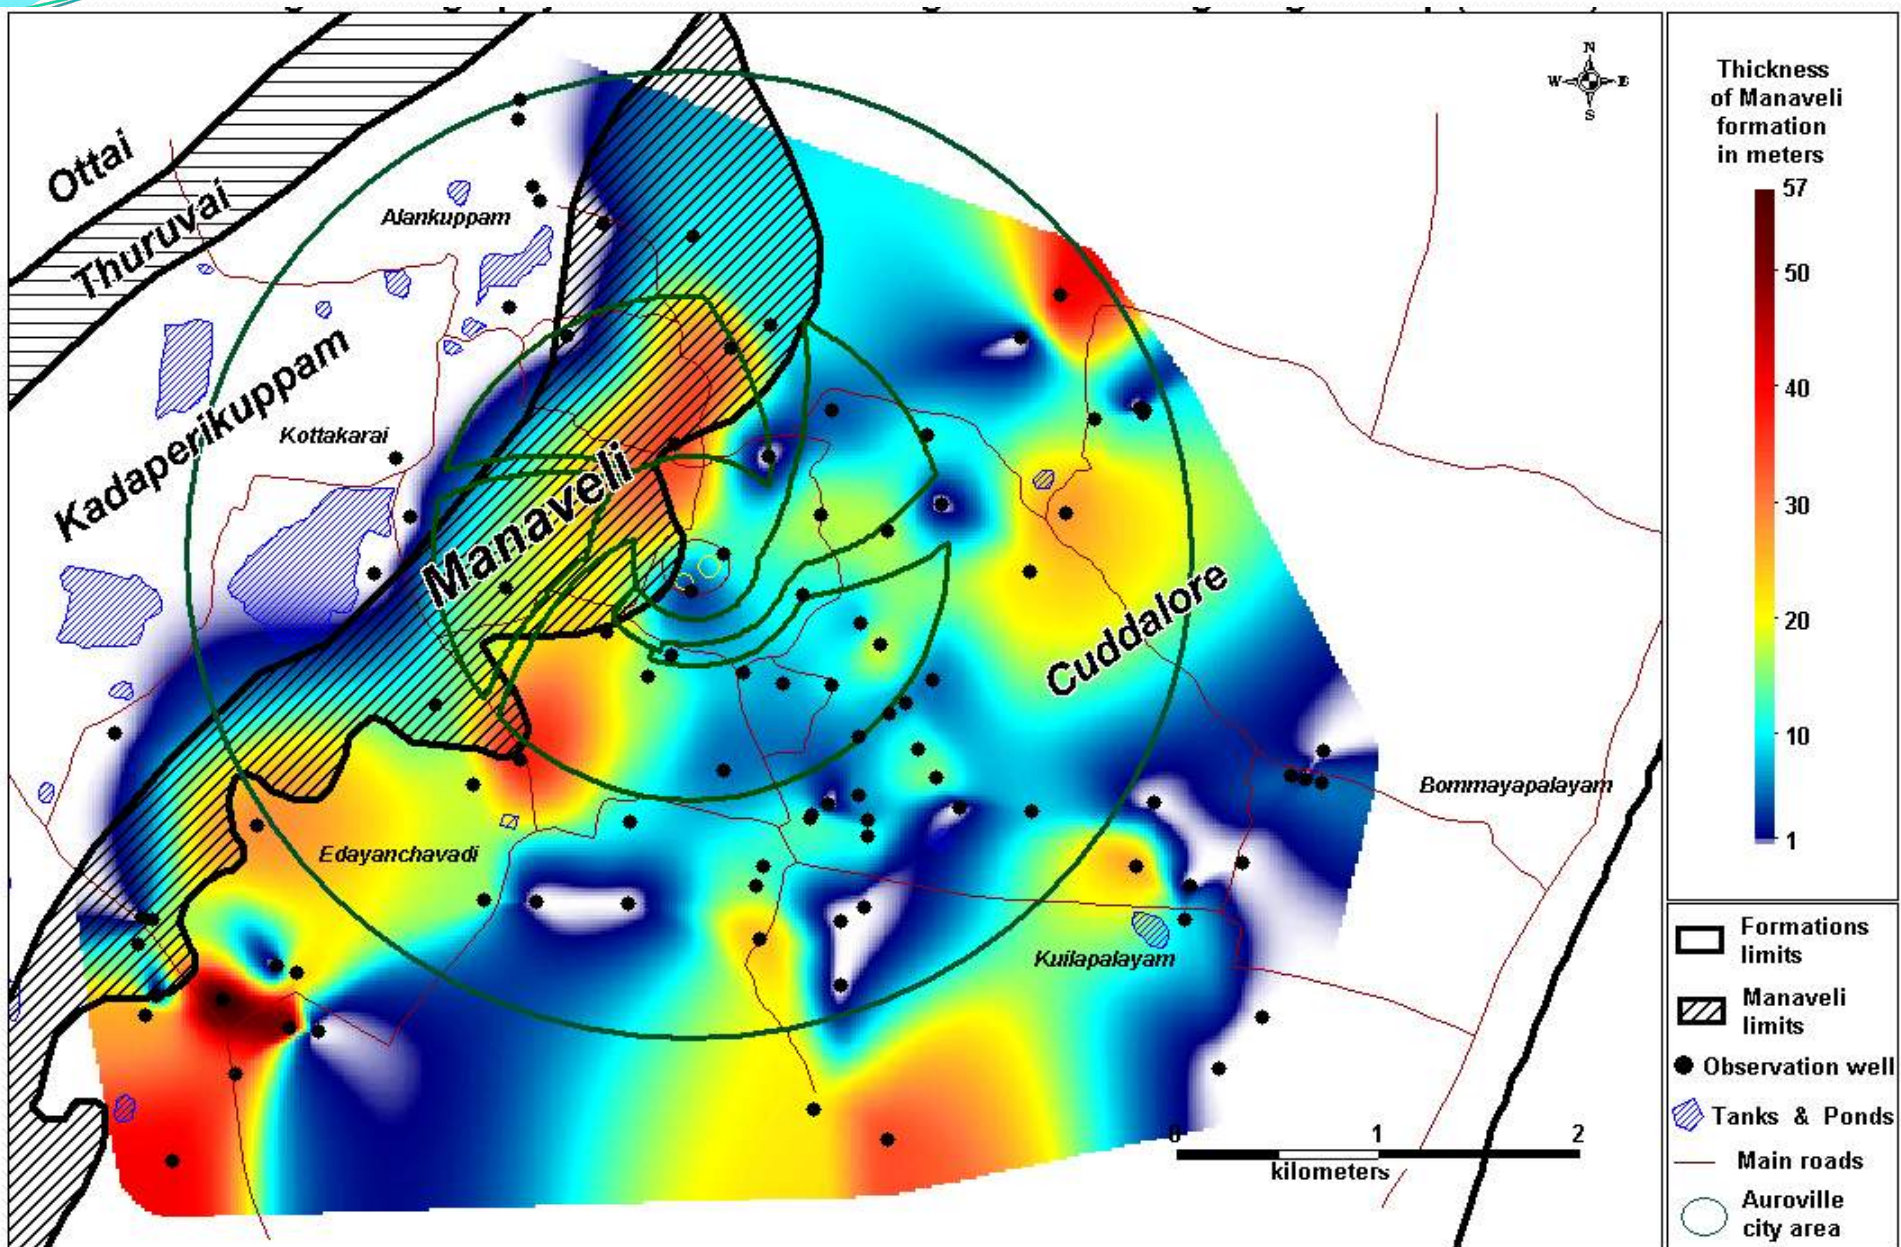 N
W E
S
Ottai
Thuruvai
Alankuppam
Kadaperikuppam
Kottakarai
Manaveli
Cuddalore
Edayanchavadi
Bommayapalayam
Kuilapalayam
0 1 2
kilometers
Thickness
of Manaveli
formation
in meters
57
50
40
30
20
10
1
Formations
limits
Manaveli
limits
Observation well
Tanks & Ponds
Main roads
Auroville
city area